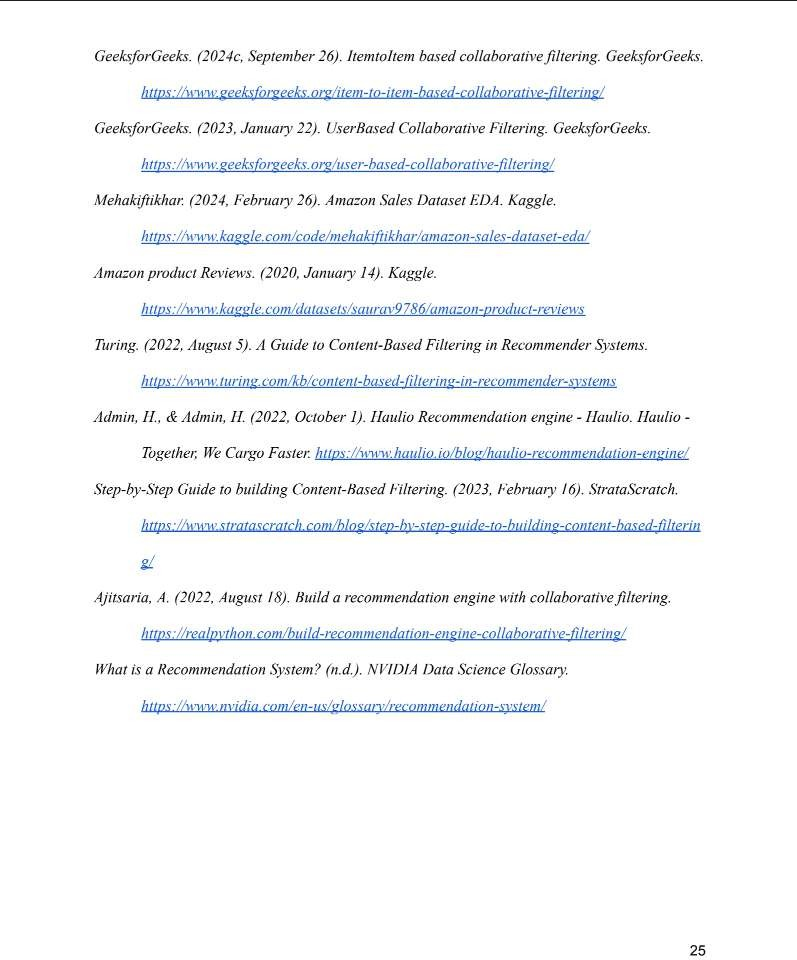 GeeksforGeeks. (2024c, September 26). ItemtoItem based collaborative filtering. GeeksforGeeks.
https://www.geeksforgeeks.org/item-to-item-based-collaborative-filtering/
GeeksforGeeks. (2023, January 22). UserBased Collaborative Filtering. GeeksforGeeks.
https://www.geeksforgeeks.org/user-based-collaborative-filtering/
Mehakiftikhar. (2024, February 26). Amazon Sales Dataset EDA. Kaggle.
https://www.kaggle.com/code/mehakiftikhar/amazon-sales-dataset-eda/
Amazon product Reviews. (2020, January 14). Kaggle.
https://www.kaggle.com/datasets/saurav9786/amazon-product-reviews
Turing. (2022, August 5). A Guide to Content-Based Filtering in Recommender Systems.
https://www.turing.com/kb/content-based-filtering-in-recommender-systems
Admin, H., & Admin, H. (2022, October 1). Haulio Recommendation engine - Haulio. Haulio -
Together, We Cargo Faster. https://www.haulio.io/blog/haulio-recommendation-engine/
Step-by-Step Guide to building Content-Based Filtering. (2023, February 16). StrataScratch.
https://www.stratascratch.com/blog/step-by-step-guide-to-building-content-based-filterin
g/
Ajitsaria, A. (2022, August 18). Build a recommendation engine with collaborative filtering.
https://realpython.com/build-recommendation-engine-collaborative-filtering/
What is a Recommendation System? (n.d.). NVIDIA Data Science Glossary.
https://www.nvidia.com/en-us/glossary/recommendation-system/
25